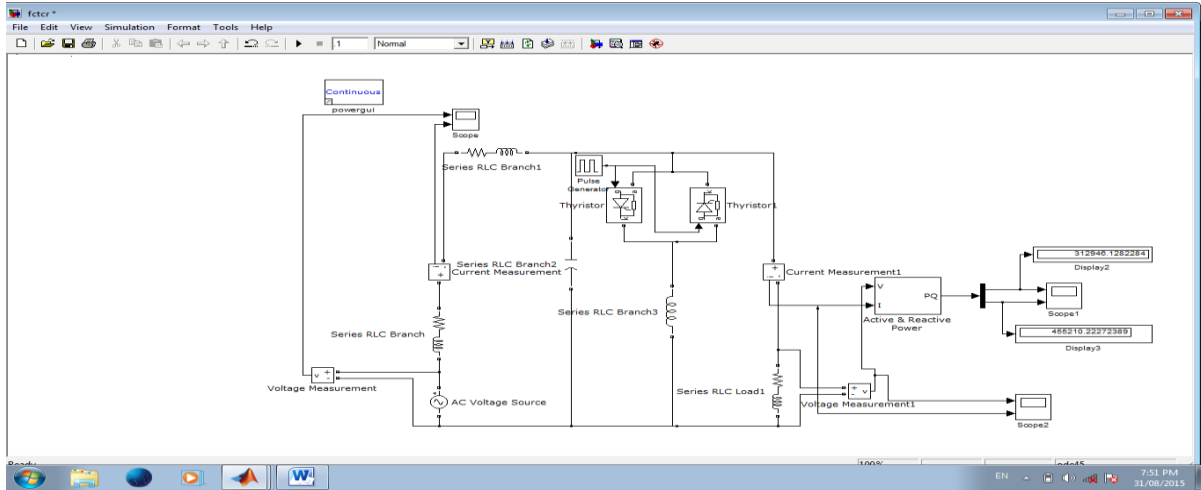 fctcr *
File Edit View Simulation Format Tools Help
.1 Normal
Continuous
powergui
Scope
Series RLC Branch1
Pulse
Generator
Thyristor
Thyristor1
Series RLC Branch2
Current Measurement
Current Measurement1
312946.1282284
Display2
V
I
PQ
Scope1
Active & Reactive
Power
Series RLC Branch3
Series RLC Branch
455210.22272389
Display3
v
Voltage Measurement
AC Voltage Source
Series RLC Load1
v
Voltage Measurement1
Scope2
Ready 100% ode45
EN 7:51 PM
31/08/2015